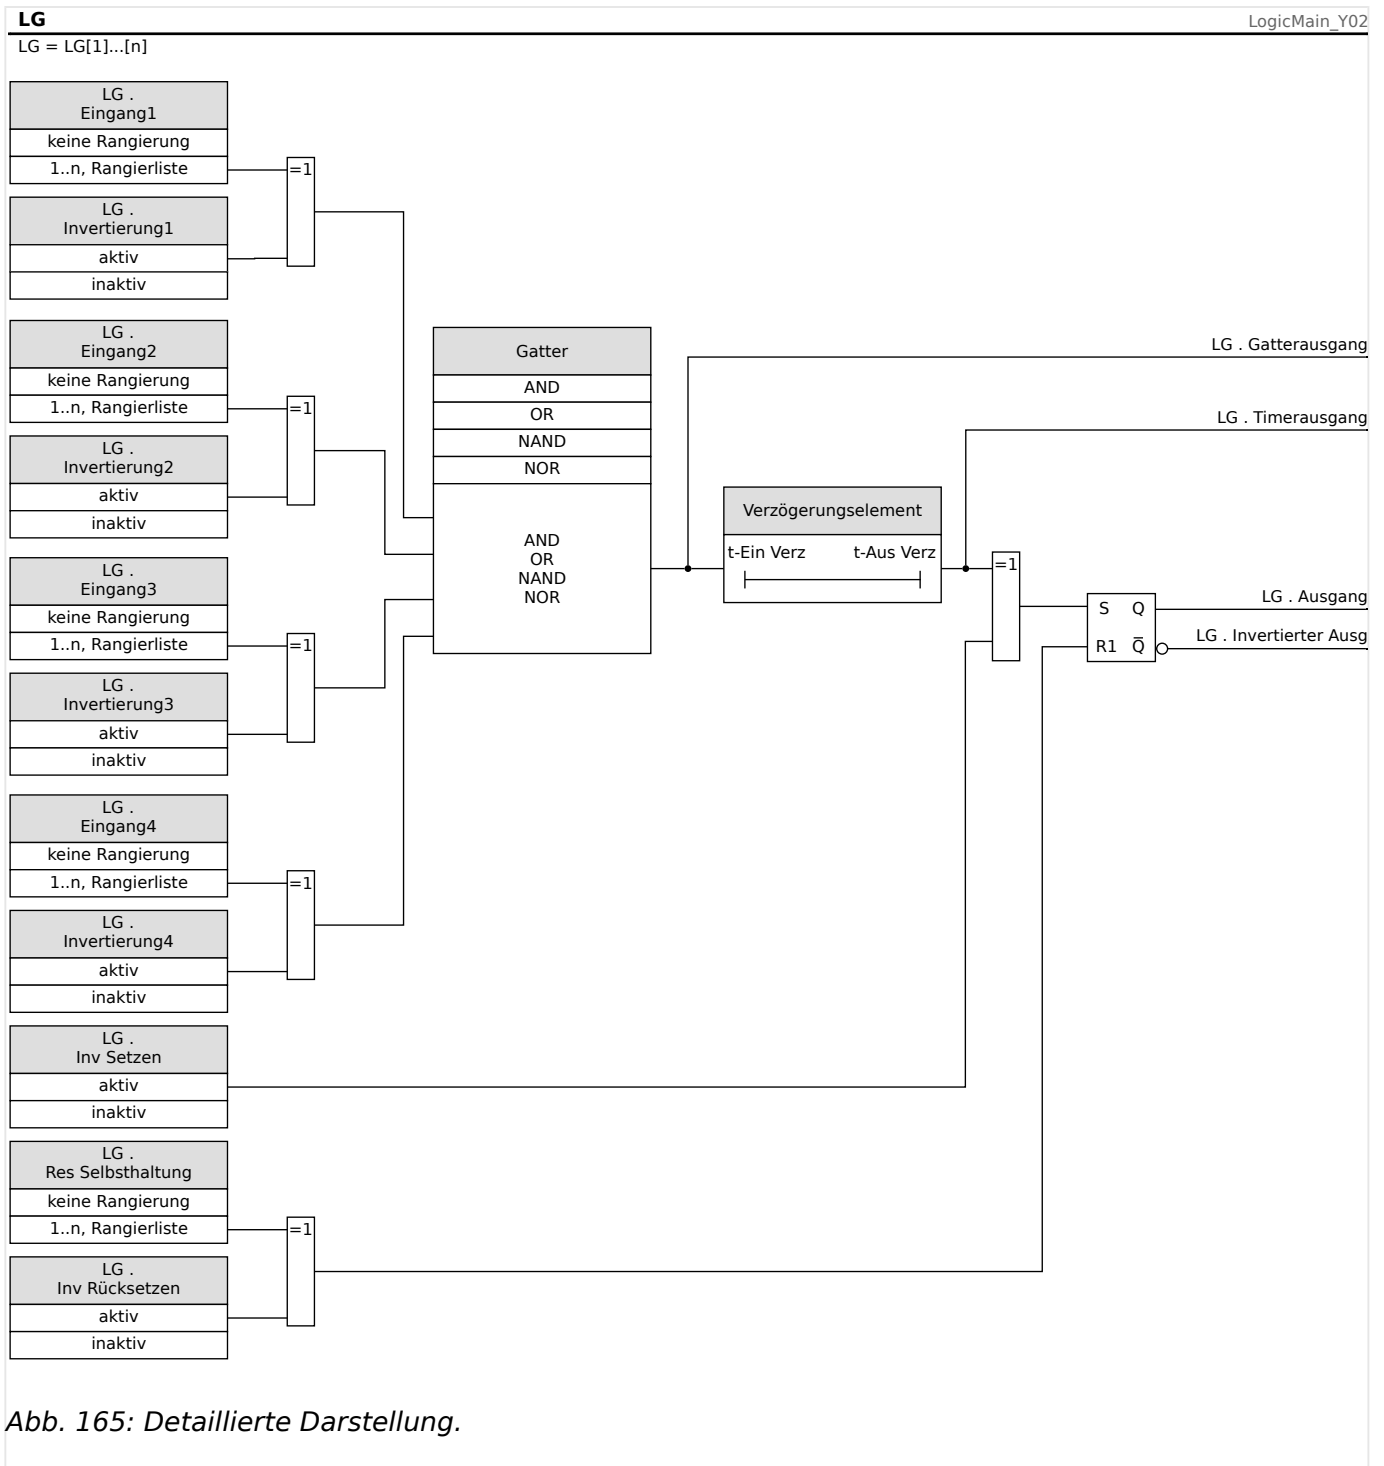 LG
LogicMain_Y02
LG = LG[1]...[n]
LG .
Eingang1
keine Rangierung
1..n, Rangierliste
=1
LG .
Invertierung1
aktiv
inaktiv
LG .
Eingang2
keine Rangierung
1..n, Rangierliste
=1
LG .
Invertierung2
aktiv
inaktiv
LG .
Eingang3
keine Rangierung
1..n, Rangierliste
=1
LG .
Invertierung3
aktiv
inaktiv
LG .
Eingang4
keine Rangierung
1..n, Rangierliste
=1
LG .
Invertierung4
aktiv
inaktiv
LG .
Inv Setzen
aktiv
inaktiv
LG .
Res Selbsthaltung
keine Rangierung
1..n, Rangierliste
=1
LG .
Inv Rücksetzen
aktiv
inaktiv
Gatter
AND
OR
NAND
NOR
AND
OR
NAND
NOR
Verzögerungselement
t-Ein Verz t-Aus Verz
=1
S Q
R1 Q̅
LG . Gatterausgang
LG . Timerausgang
LG . Ausgang
LG . Invertierter Ausg
Abb. 165: Detaillierte Darstellung.